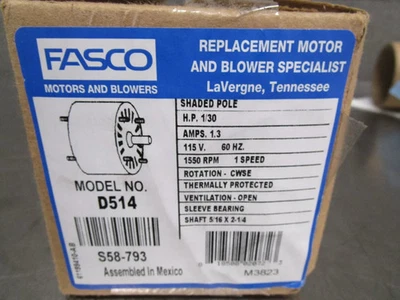 FASCO
MOTORS AND BLOWERS
REPLACEMENT MOTOR
AND BLOWER SPECIALIST
LaVergne, Tennessee
MODEL NO.
D514
S58-793
Assembled in Mexico
SHADED POLE
H.P. 1/30
AMPS. 1.3
115 V. 60 HZ.
1550 RPM 1 SPEED
ROTATION - CWSE
THERMALLY PROTECTED
VENTILATION - OPEN
SLEEVE BEARING
SHAFT 5/16 X 2-1/4
M3823